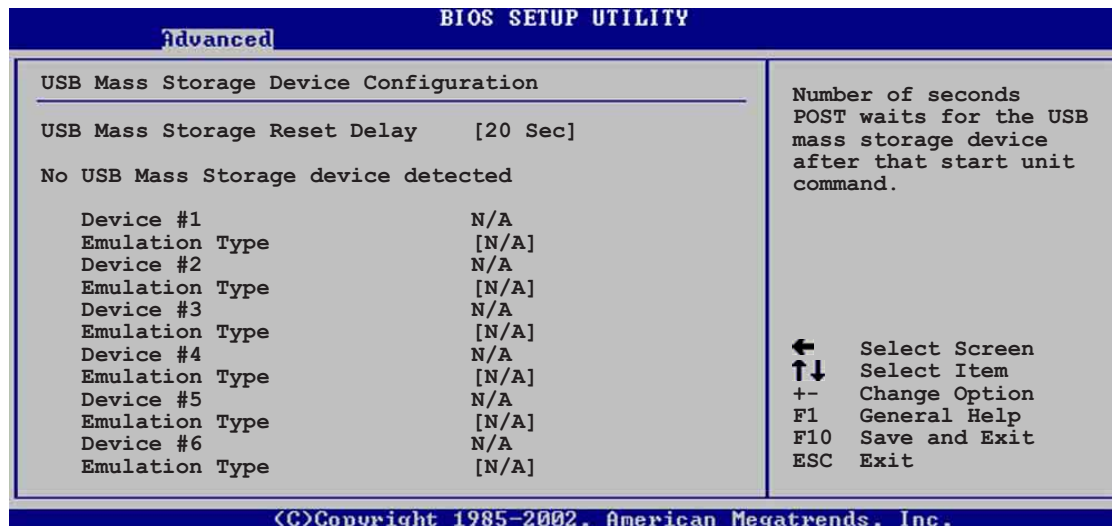 BIOS SETUP UTILITY
Advanced
USB Mass Storage Device Configuration
USB Mass Storage Reset Delay [20 Sec]
No USB Mass Storage device detected
Device #1 N/A
Emulation Type [N/A]
Device #2 N/A
Emulation Type [N/A]
Device #3 N/A
Emulation Type [N/A]
Device #4 N/A
Emulation Type [N/A]
Device #5 N/A
Emulation Type [N/A]
Device #6 N/A
Emulation Type [N/A]
Number of seconds
POST waits for the USB
mass storage device
after that start unit
command.
← Select Screen
↑↓ Select Item
+- Change Option
F1 General Help
F10 Save and Exit
ESC Exit
(C)Copyright 1985-2002, American Megatrends, Inc.